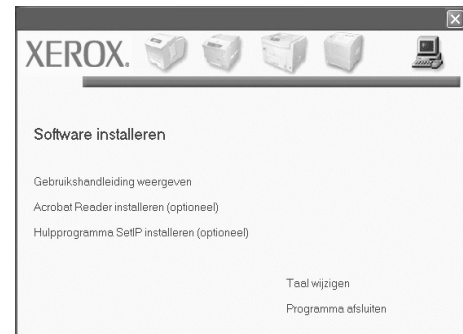 XEROX.
Software installeren
Gebruikshandleiding weergeven
Acrobat Reader installeren (optioneel)
Hulpprogramma SetIP installeren (optioneel)
Taal wijzigen
Programma afsluiten